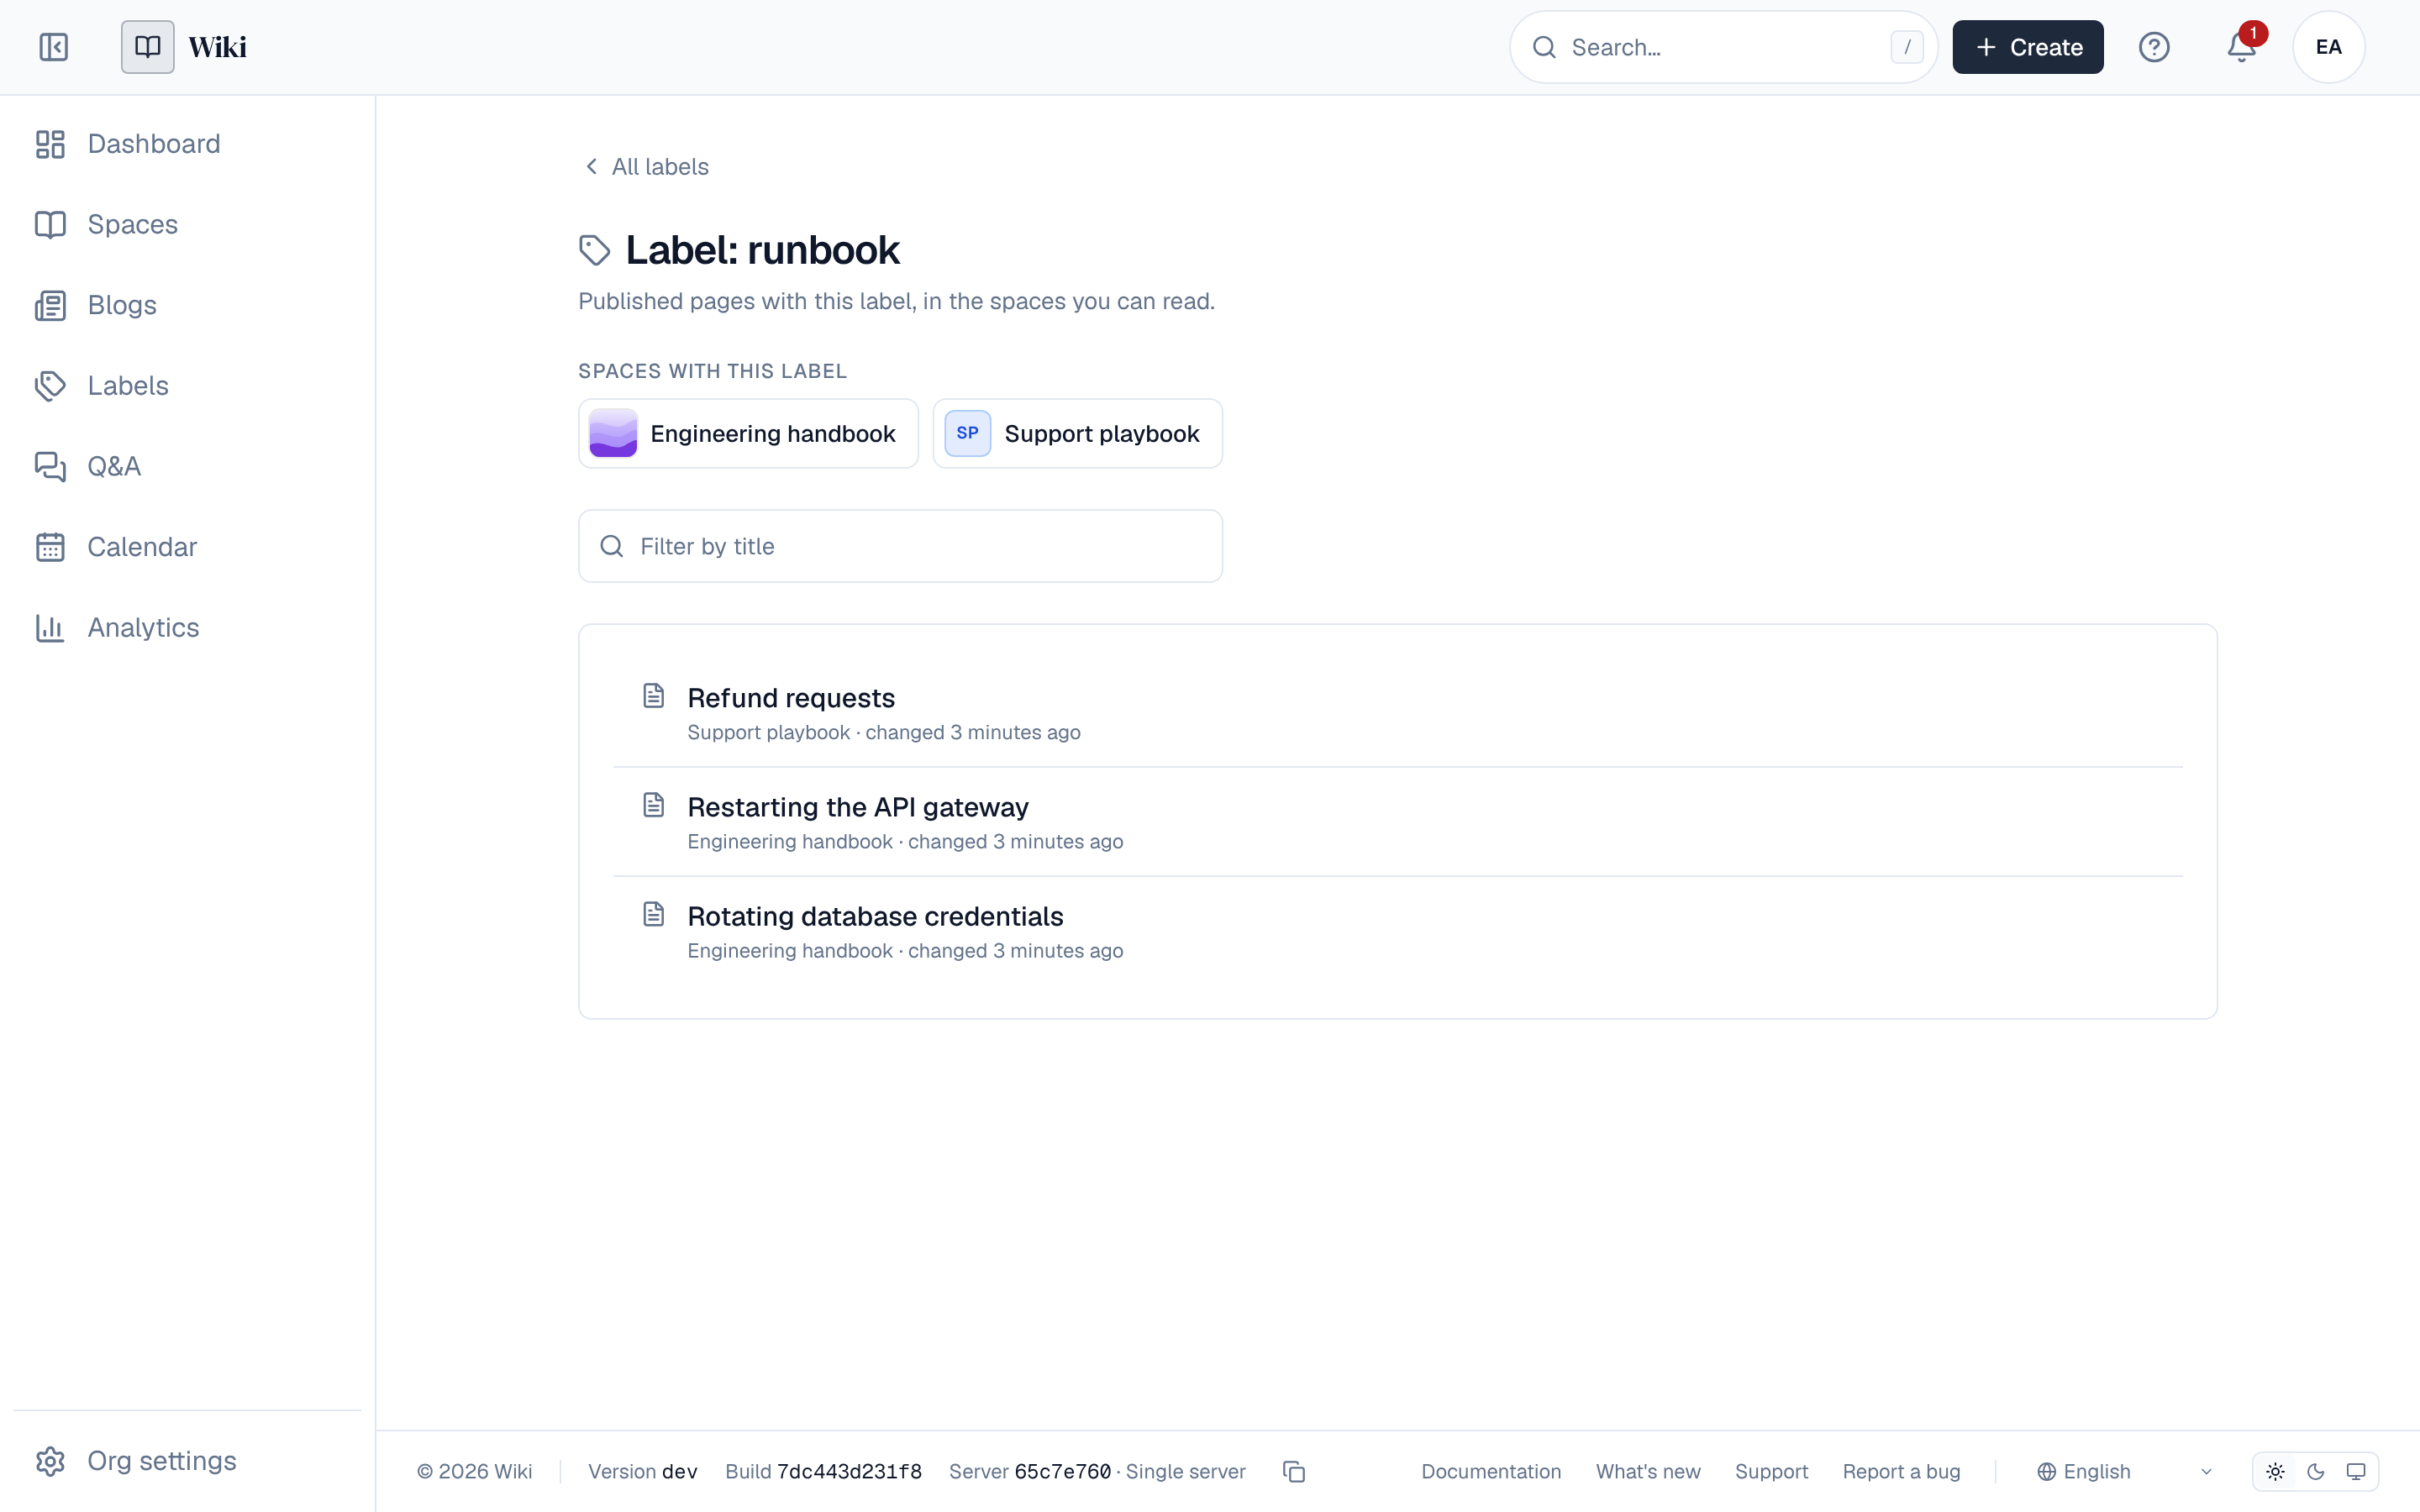 Wiki
Search...
/
Create
1
EA
Dashboard
Spaces
Blogs
Labels
Q&A
Calendar
Analytics
Org settings
All labels
Label: runbook
Published pages with this label, in the spaces you can read.
SPACES WITH THIS LABEL
Engineering handbook
SP
Support playbook
Filter by title
Refund requests
Support playbook · changed 3 minutes ago
Restarting the API gateway
Engineering handbook · changed 3 minutes ago
Rotating database credentials
Engineering handbook · changed 3 minutes ago
© 2026 Wiki
Version dev
Build 7dc443d231f8
Server 65c7e760 · Single server
Documentation
What's new
Support
Report a bug
English